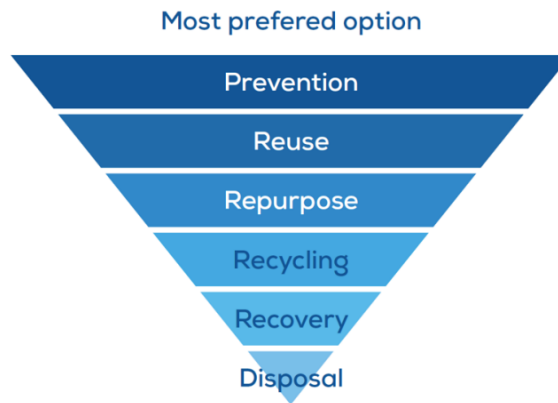 Most prefered option
Prevention
Reuse
Repurpose
Recycling
Recovery
Disposal